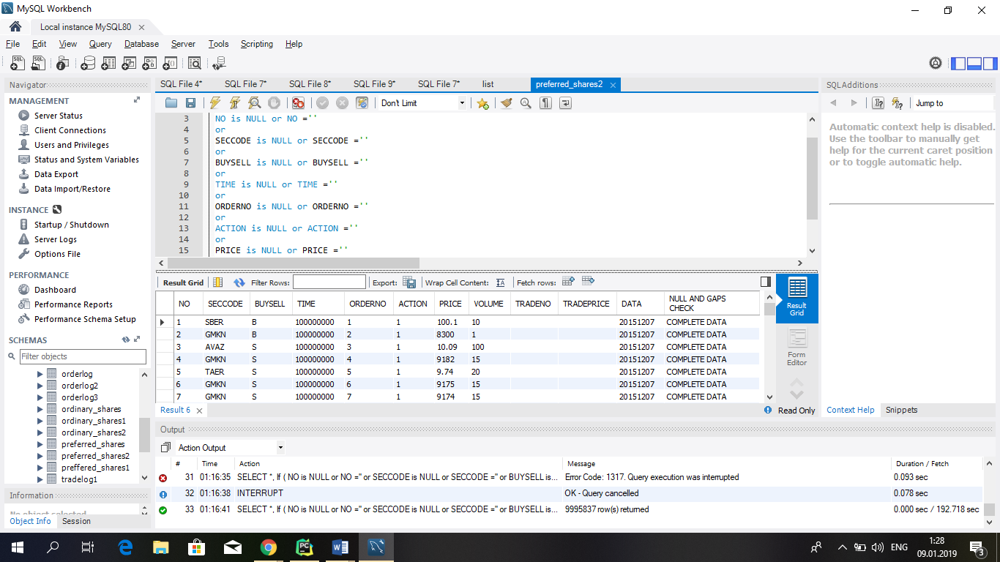 MySQL Workbench
Local instance MySQL80
File Edit View Query Database Server Tools Scripting Help
Navigator
MANAGEMENT
Server Status
Client Connections
Users and Privileges
Status and System Variables
Data Export
Data Import/Restore
INSTANCE
Startup / Shutdown
Server Logs
Options File
PERFORMANCE
Dashboard
Performance Reports
Performance Schema Setup
SCHEMAS
Filter objects
orderlog
orderlog2
orderlog3
ordinary_shares
ordinary_shares1
ordinary_shares2
preferred_shares
preferred_shares2
preffered_shares1
tradelog1
Information
No object selected
Object Info Session
SQL File 4* SQL File 7* SQL File 8* SQL File 9* SQL File 7* list preferred_shares2
Don't Limit
3 NO is NULL or NO =''
4 or
5 SECCODE is NULL or SECCODE =''
6 or
7 BUYSELL is NULL or BUYSELL =''
8 or
9 TIME is NULL or TIME =''
10 or
11 ORDERNO is NULL or ORDERNO =''
12 or
13 ACTION is NULL or ACTION =''
14 or
15 PRICE is NULL or PRICE =''
Result Grid Filter Rows: Export: Wrap Cell Content: Fetch rows:
NO SECCODE BUYSELL TIME ORDERNO ACTION PRICE VOLUME TRADENO TRADEPRICE DATA NULL AND GAPS CHECK
1 SBER B 100000000 1 1 100.1 10 20151207 COMPLETE DATA
2 GMKN B 100000000 2 1 8300 1 20151207 COMPLETE DATA
3 AVAZ S 100000000 3 1 10.09 100 20151207 COMPLETE DATA
4 GMKN S 100000000 4 1 9182 15 20151207 COMPLETE DATA
5 TAER S 100000000 5 1 9.74 20 20151207 COMPLETE DATA
6 GMKN S 100000000 6 1 9175 15 20151207 COMPLETE DATA
7 GMKN S 100000000 7 1 9174 15 20151207 COMPLETE DATA
Result Grid
Form Editor
Result 6
Read Only
SQLAdditions
Jump to
Automatic context help is disabled.
Use the toolbar to manually get
help for the current caret position
or to toggle automatic help.
Context Help Snippets
Output
Action Output
# Time Action Message Duration / Fetch
31 01:16:35 SELECT *, If ( NO is NULL or NO ='' or SECCODE is NULL or SECCODE ='' or BUYSELL is... Error Code: 1317. Query execution was interrupted 0.093 sec
32 01:16:38 INTERRUPT OK - Query cancelled 0.078 sec
33 01:16:41 SELECT *, If ( NO is NULL or NO ='' or SECCODE is NULL or SECCODE ='' or BUYSELL is... 9995837 row(s) returned 0.000 sec / 192.718 sec
ENG
1:28
09.01.2019
3